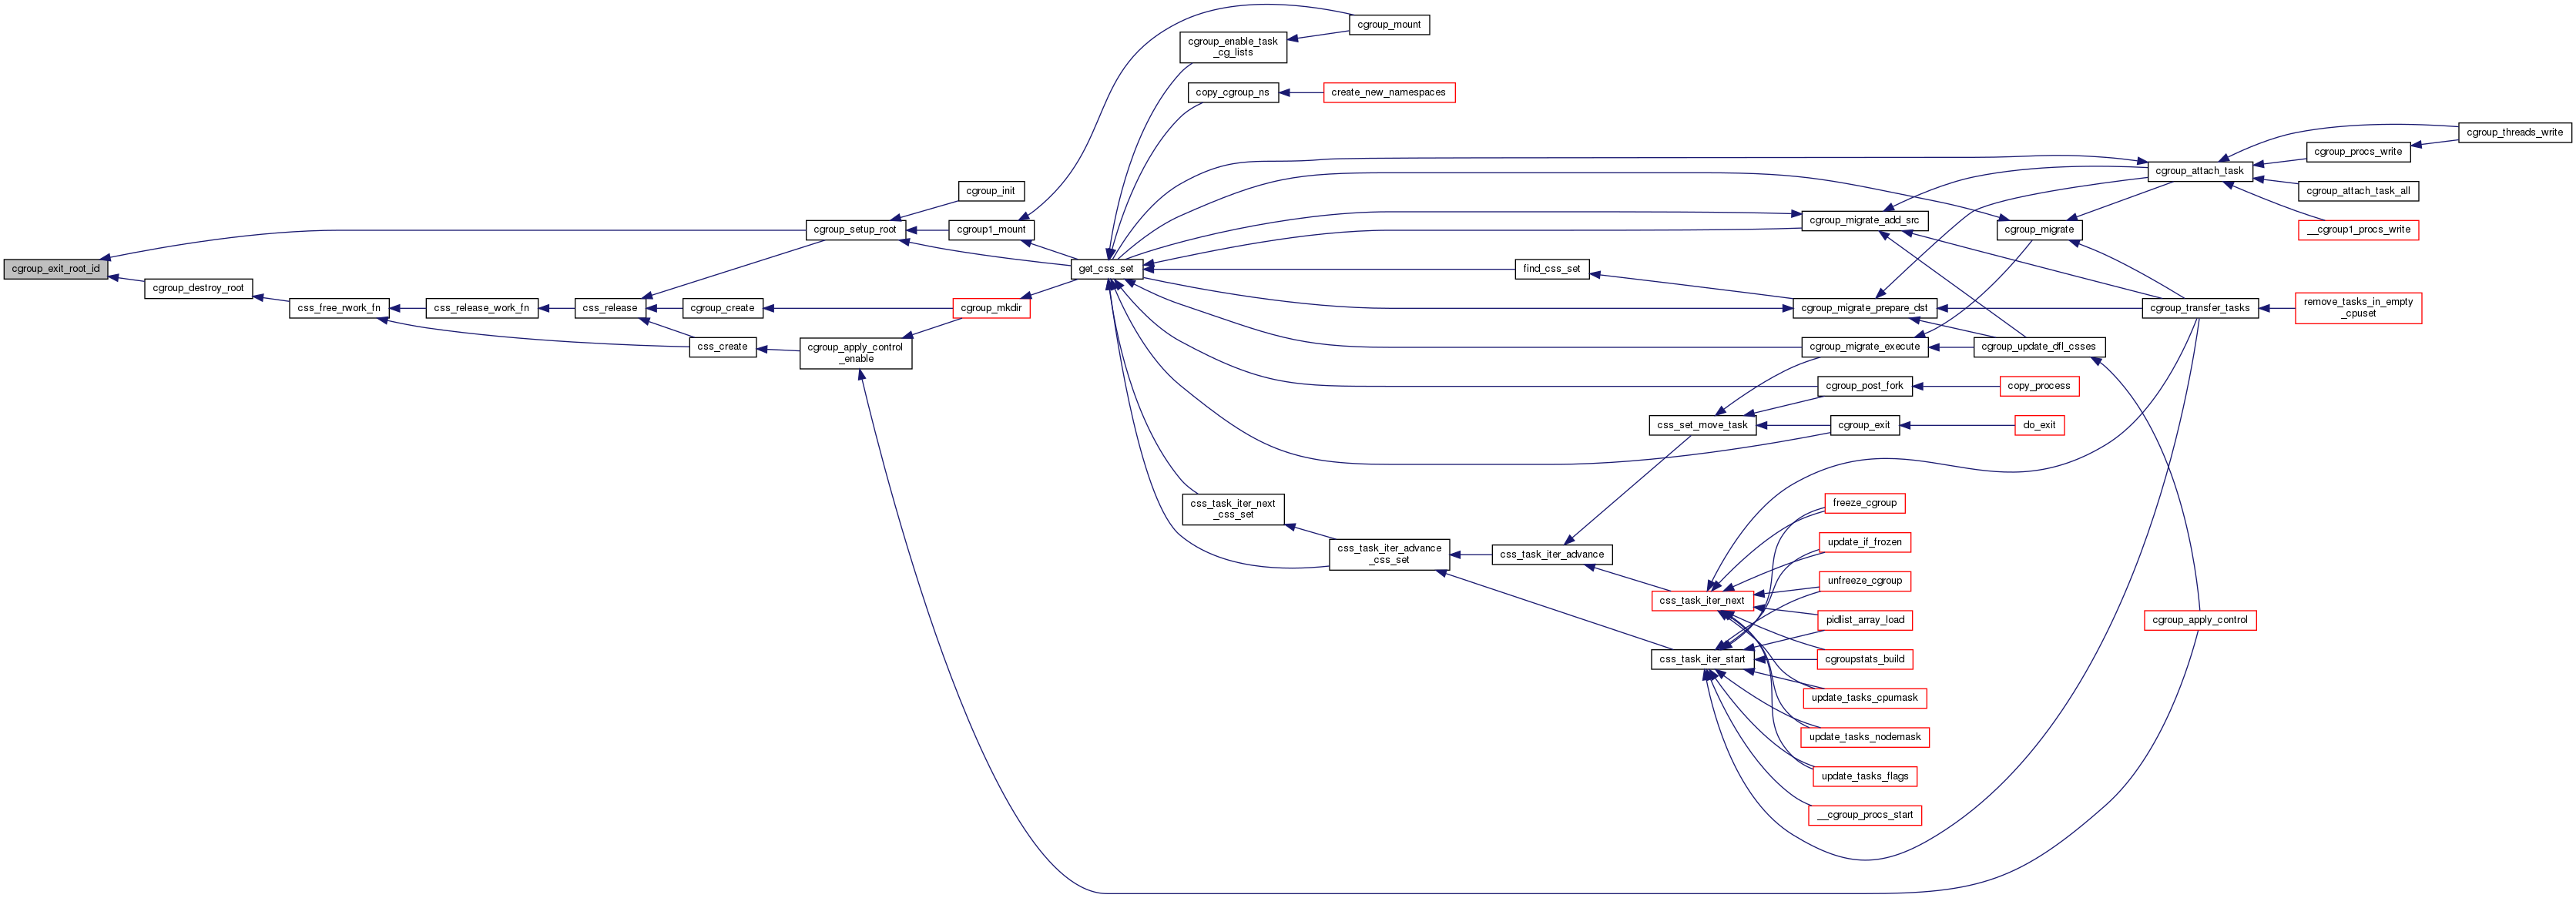 cgroup_mount
cgroup_enable_task
_cg_lists
copy_cgroup_ns
create_new_namespaces
cgroup_threads_write
cgroup_procs_write
cgroup_attach_task
cgroup_attach_task_all
cgroup_init
cgroup_migrate_add_src
cgroup_setup_root
cgroup1_mount
cgroup_migrate
__cgroup1_procs_write
cgroup_exit_root_id
get_css_set
find_css_set
cgroup_destroy_root
css_free_rwork_fn
css_release_work_fn
css_release
cgroup_create
cgroup_mkdir
cgroup_migrate_prepare_dst
cgroup_transfer_tasks
remove_tasks_in_empty
_cpuset
css_create
cgroup_apply_control
_enable
cgroup_migrate_execute
cgroup_update_dfl_csses
cgroup_post_fork
copy_process
css_set_move_task
cgroup_exit
do_exit
css_task_iter_next
_css_set
freeze_cgroup
css_task_iter_advance
_css_set
css_task_iter_advance
update_if_frozen
unfreeze_cgroup
css_task_iter_next
pidlist_array_load
cgroup_apply_control
css_task_iter_start
cgroupstats_build
update_tasks_cpumask
update_tasks_nodemask
update_tasks_flags
__cgroup_procs_start